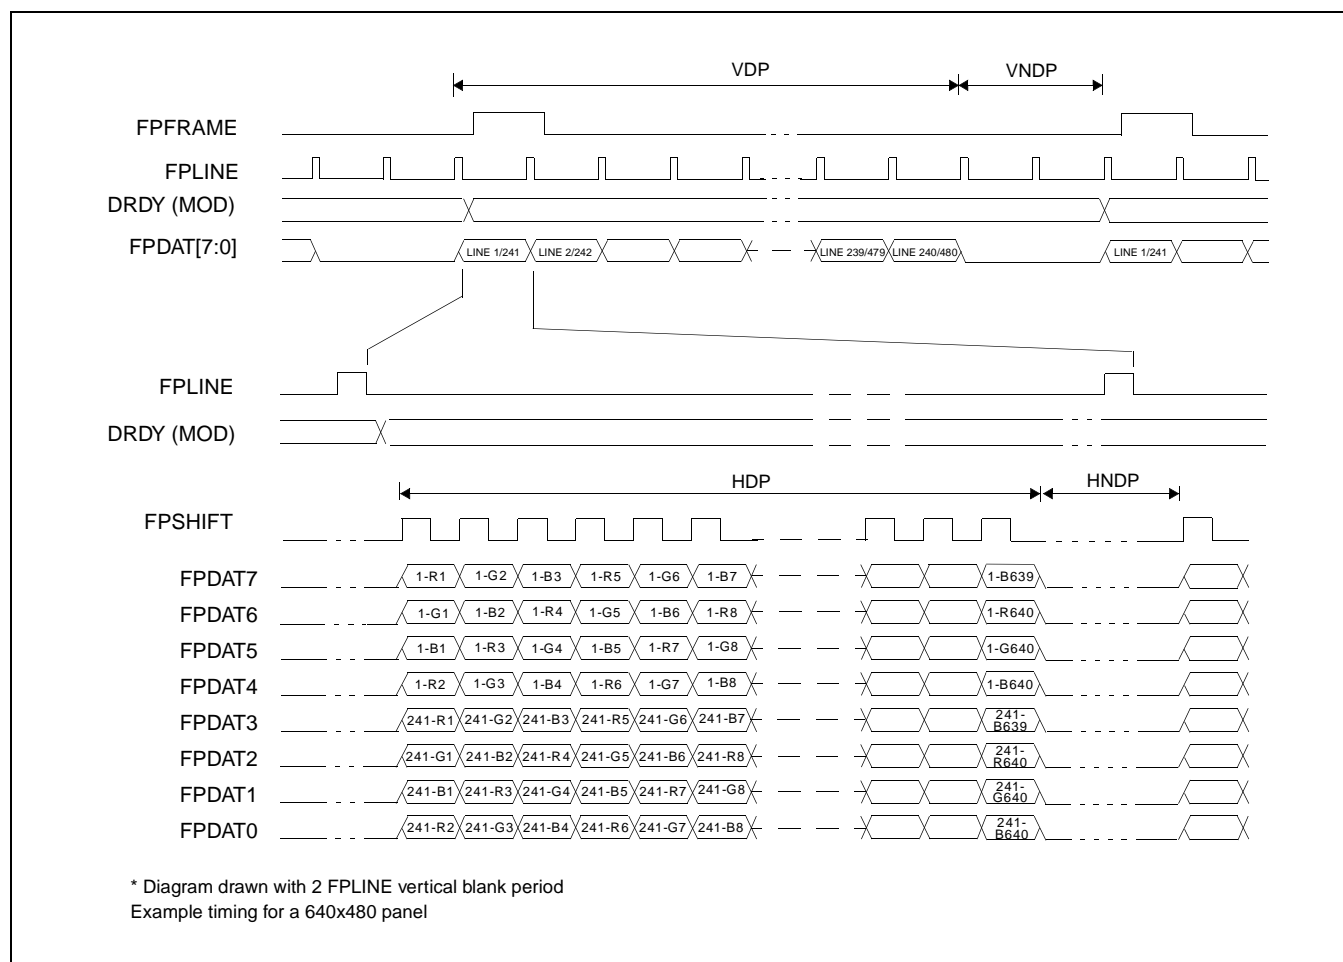 VDP VNDP
FPFRAME
FPLINE
DRDY (MOD)
FPDAT[7:0] LINE 1/241 LINE 2/242 LINE 239/479 LINE 240/480 LINE 1/241
FPLINE
DRDY (MOD)
HDP HNDP
FPSHIFT
FPDAT7 1-R1 1-G2 1-B3 1-R5 1-G6 1-B7 1-B639
FPDAT6 1-G1 1-B2 1-R4 1-G5 1-B6 1-R8 1-R640
FPDAT5 1-B1 1-R3 1-G4 1-B5 1-R7 1-G8 1-G640
FPDAT4 1-R2 1-G3 1-B4 1-R6 1-G7 1-B8 1-B640
FPDAT3 241-R1 241-G2 241-B3 241-R5 241-G6 241-B7 241-B639
FPDAT2 241-G1 241-B2 241-R4 241-G5 241-B6 241-R8 241-R640
FPDAT1 241-B1 241-R3 241-G4 241-B5 241-R7 241-G8 241-G640
FPDAT0 241-R2 241-G3 241-B4 241-R6 241-G7 241-B8 241-B640
* Diagram drawn with 2 FPLINE vertical blank period
Example timing for a 640x480 panel